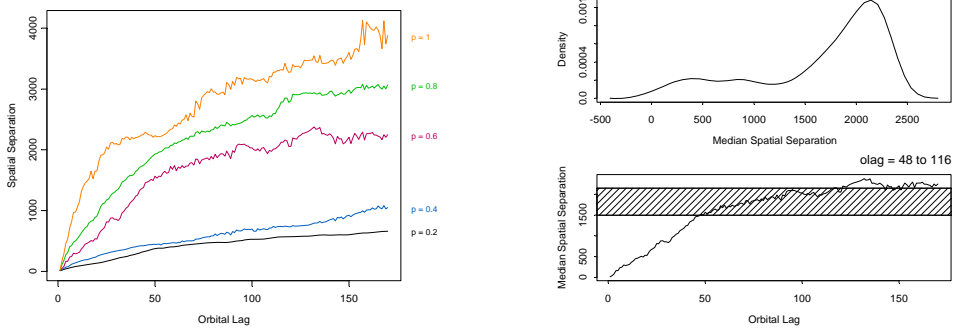 4000
3000
2000
1000
0
Spatial Separation
p = 1
p = 0.8
p = 0.6
p = 0.4
p = 0.2
0 50 100 150
Orbital Lag
Density
0.0004
0.0
-500 0 500 1000 1500 2000 2500
Median Spatial Separation
olag = 48 to 116
Median Spatial Separation
1500
500
0
0 50 100 150
Orbital Lag